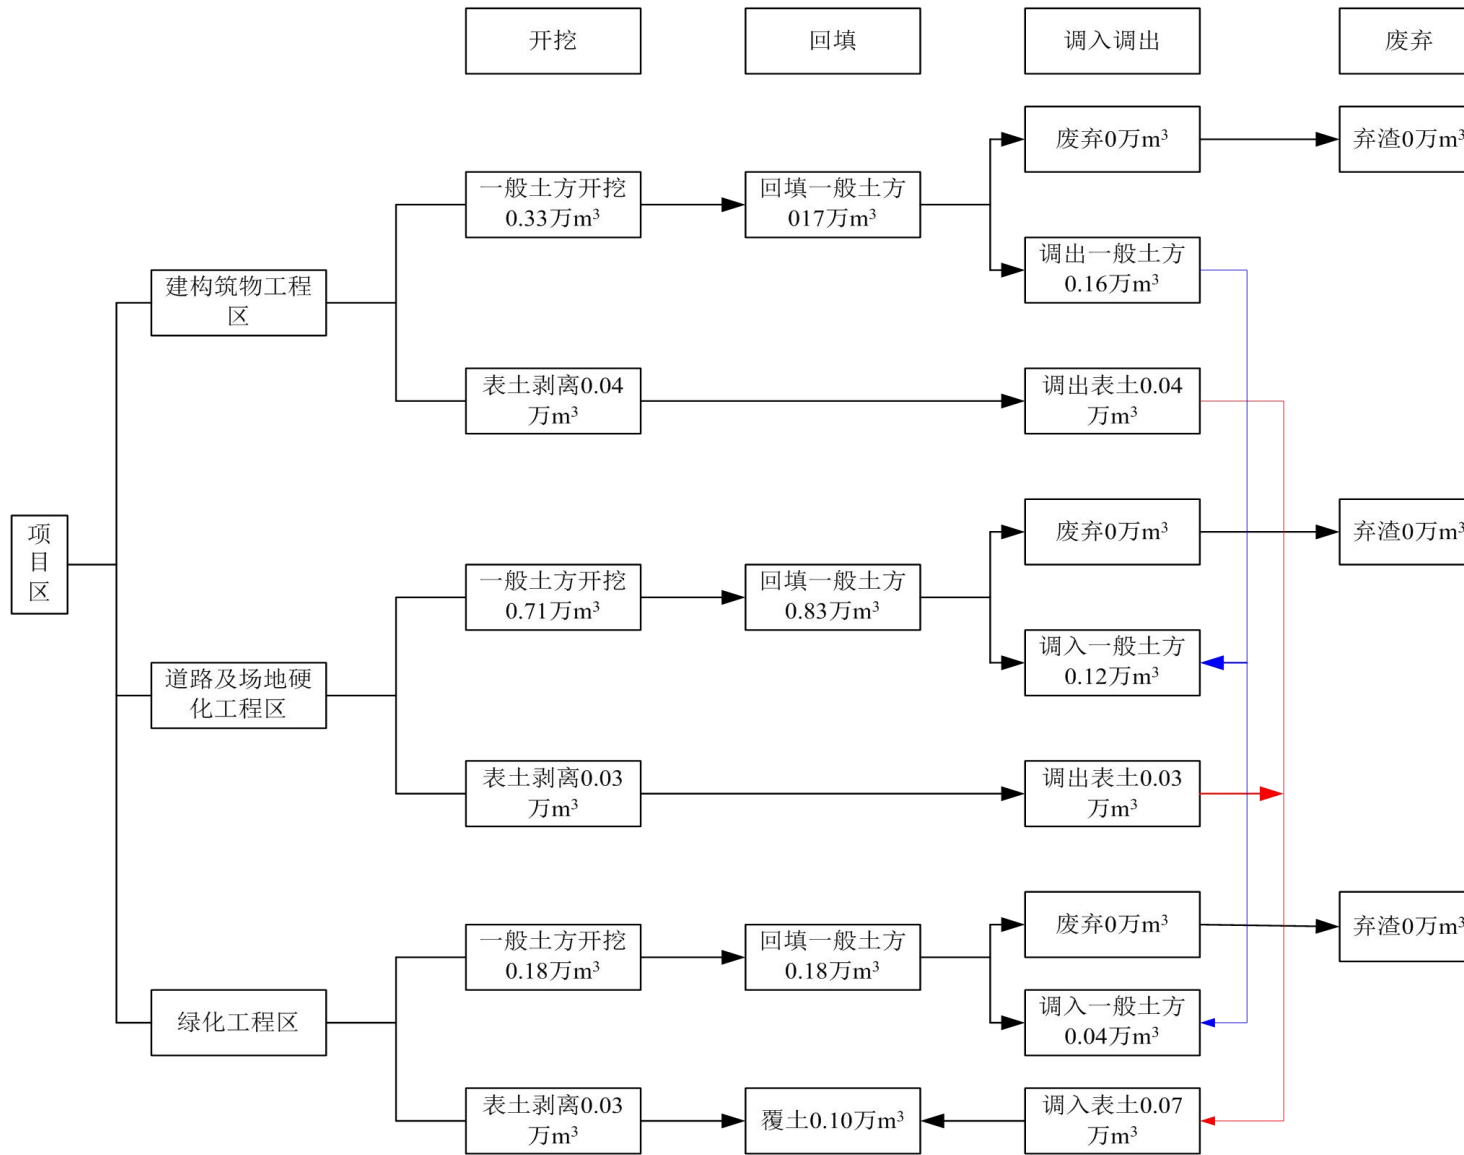 开挖
回填
调入调出
废弃
废弃0万m³
弃渣0万m³
一般土方开挖
0.33万m³
回填一般土方
017万m³
调出一般土方
0.16万m³
建构筑物工程
区
表土剥离0.04
万m³
调出表土0.04
万m³
项
目
区
废弃0万m³
弃渣0万m³
一般土方开挖
0.71万m³
回填一般土方
0.83万m³
调入一般土方
0.12万m³
道路及场地硬
化工程区
表土剥离0.03
万m³
调出表土0.03
万m³
废弃0万m³
弃渣0万m³
一般土方开挖
0.18万m³
回填一般土方
0.18万m³
调入一般土方
0.04万m³
绿化工程区
表土剥离0.03
万m³
覆土0.10万m³
调入表土0.07
万m³